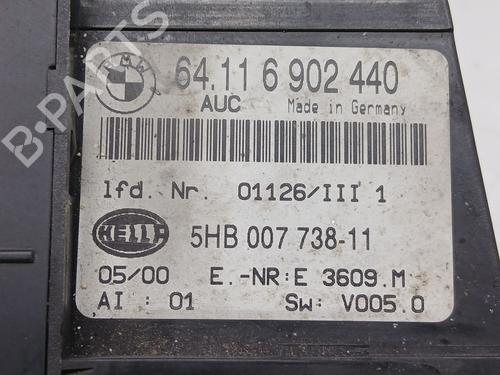 BMW
64.11 6 902 440
AUC Made in Germany
lfd. Nr. 01126/III 1
HELLA 5HB 007 738-11
05/00 E.-NR:E 3609.M
AI : 01 Sw: V005.0
B-PARTS